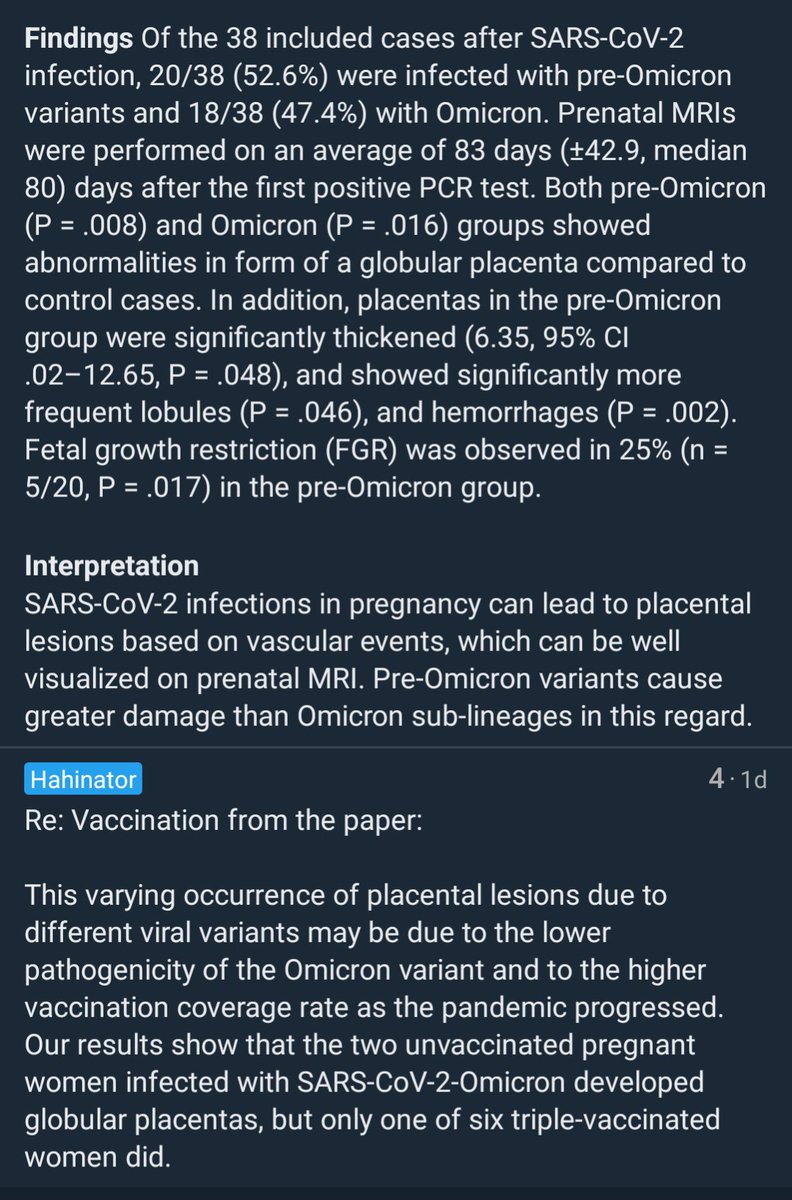 Findings Of the 38 included cases after SARS-CoV-2
infection, 20/38 (52.6%) were infected with pre-Omicron
variants and 18/38 (47.4%) with Omicron. Prenatal MRIs
were performed on an average of 83 days (±42.9, median
80) days after the first positive PCR test. Both pre-Omicron
(P = .008) and Omicron (P = .016) groups showed
abnormalities in form of a globular placenta compared to
control cases. In addition, placentas in the pre-Omicron
group were significantly thickened (6.35, 95% CI
.02–12.65, P = .048), and showed significantly more
frequent lobules (P = .046), and hemorrhages (P = .002).
Fetal growth restriction (FGR) was observed in 25% (n =
5/20, P = .017) in the pre-Omicron group.
Interpretation
SARS-CoV-2 infections in pregnancy can lead to placental
lesions based on vascular events, which can be well
visualized on prenatal MRI. Pre-Omicron variants cause
greater damage than Omicron sub-lineages in this regard.
Hahinator 4 · 1d
Re: Vaccination from the paper:
This varying occurrence of placental lesions due to
different viral variants may be due to the lower
pathogenicity of the Omicron variant and to the higher
vaccination coverage rate as the pandemic progressed.
Our results show that the two unvaccinated pregnant
women infected with SARS-CoV-2-Omicron developed
globular placentas, but only one of six triple-vaccinated
women did.